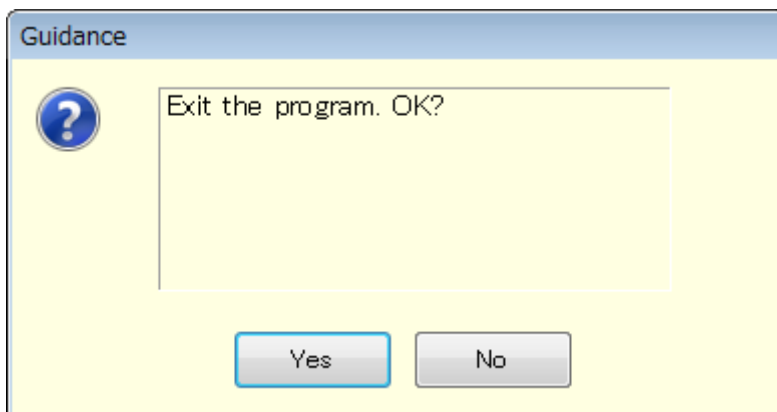 Guidance
Exit the program. OK?
Yes
No